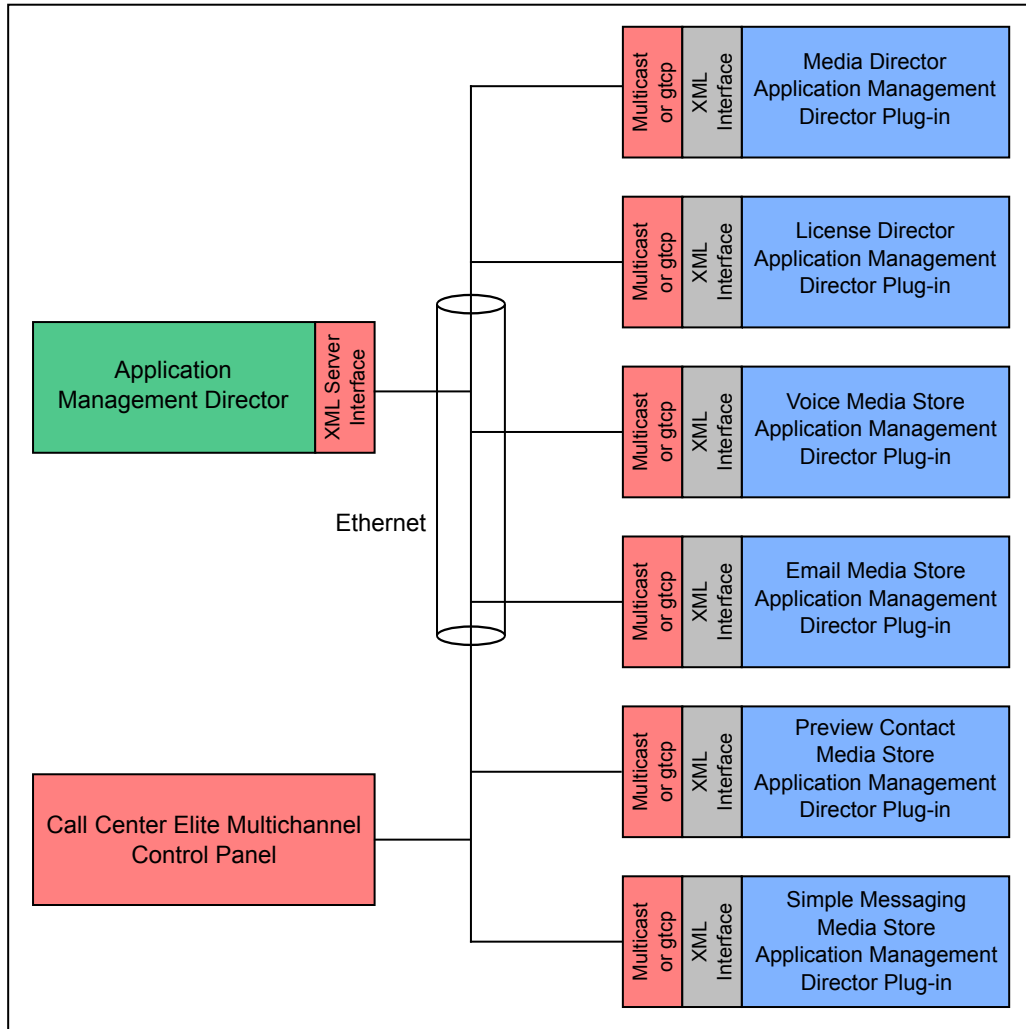 Multicast
or gtcp
XML
Interface
Media Director
Application Management
Director Plug-in
Multicast
or gtcp
XML
Interface
License Director
Application Management
Director Plug-in
Application
Management Director
XML Server
Interface
Multicast
or gtcp
XML
Interface
Voice Media Store
Application Management
Director Plug-in
Ethernet
Multicast
or gtcp
XML
Interface
Email Media Store
Application Management
Director Plug-in
Multicast
or gtcp
XML
Interface
Preview Contact
Media Store
Application Management
Director Plug-in
Call Center Elite Multichannel
Control Panel
Multicast
or gtcp
XML
Interface
Simple Messaging
Media Store
Application Management
Director Plug-in